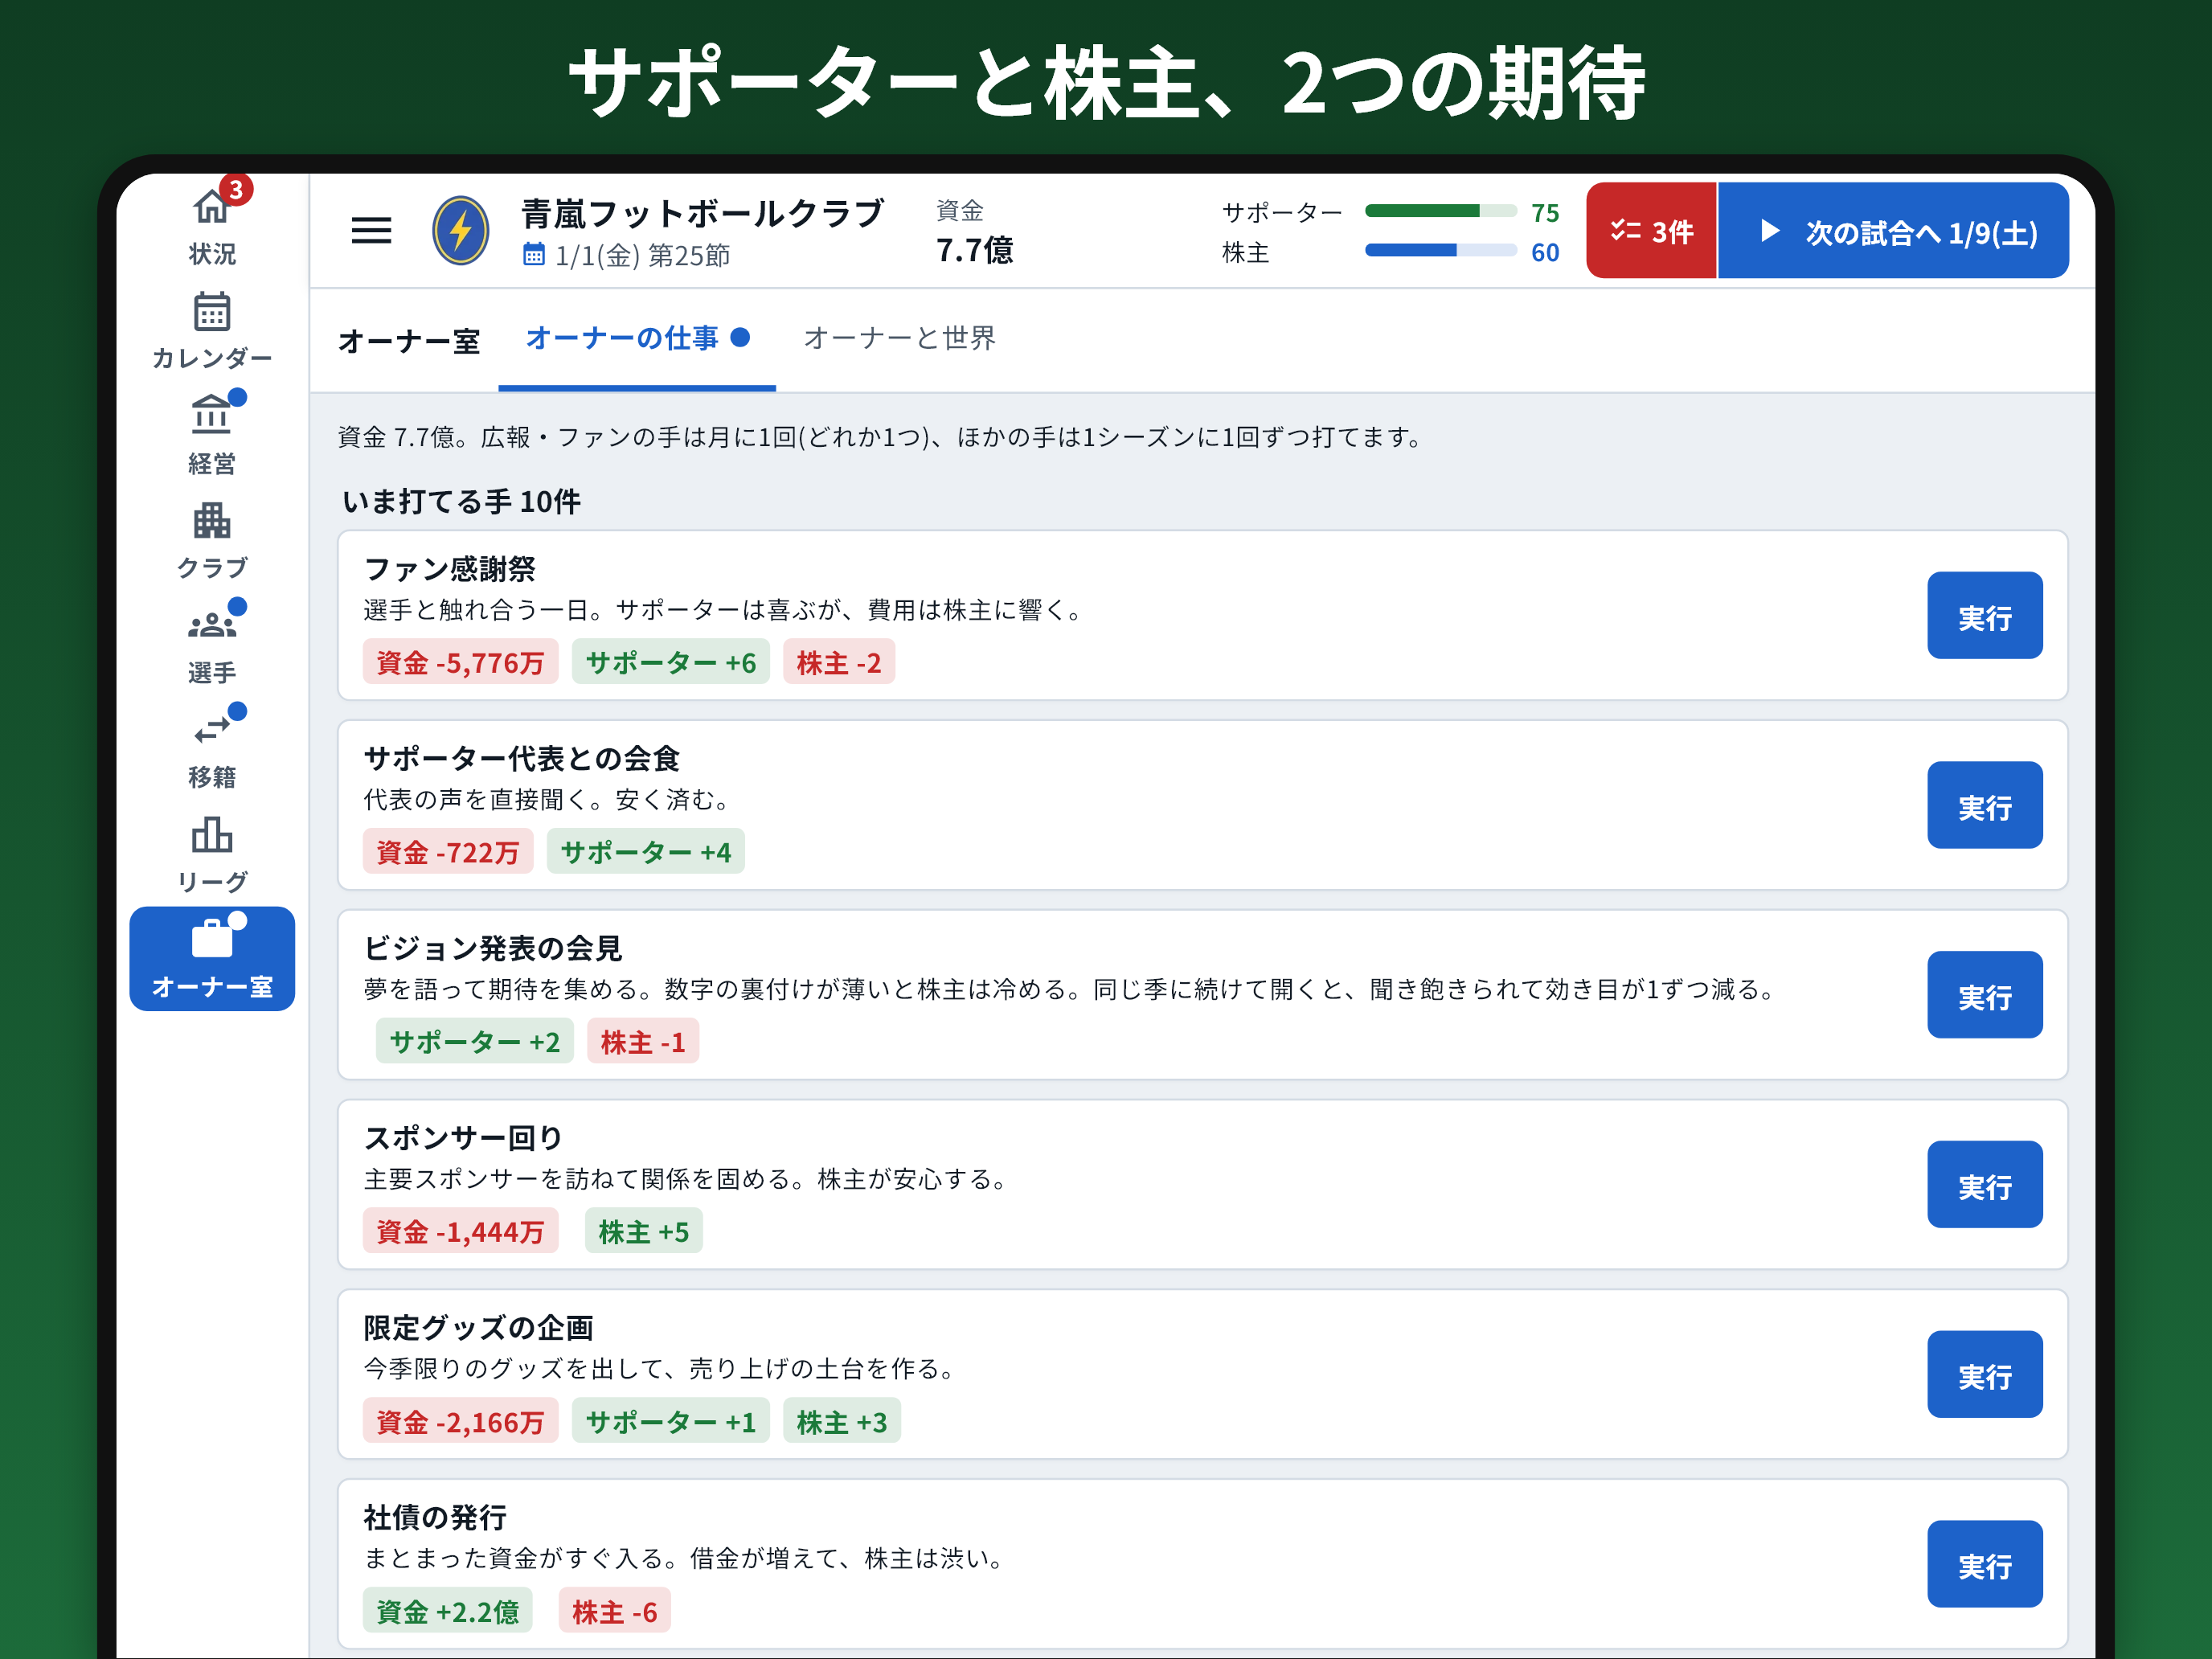 サポーターと株主、2つの期待
3
状況
カレンダー
経営
クラブ
選手
移籍
リーグ
オーナー室
青嵐フットボールクラブ
1/1(金) 第25節
資金
7.7億
サポーター 75
株主 60
3件
次の試合へ 1/9(土)
オーナー室 オーナーの仕事 オーナーと世界
資金 7.7億。広報・ファンの手は月に1回(どれか1つ)、ほかの手は1シーズンに1回ずつ打てます。
いま打てる手 10件
ファン感謝祭
選手と触れ合う一日。サポーターは喜ぶが、費用は株主に響く。
資金 -5,776万 サポーター +6 株主 -2
実行
サポーター代表との会食
代表の声を直接聞く。安く済む。
資金 -722万 サポーター +4
実行
ビジョン発表の会見
夢を語って期待を集める。数字の裏付けが薄いと株主は冷める。同じ季に続けて開くと、聞き飽きられて効き目が1ずつ減る。
サポーター +2 株主 -1
実行
スポンサー回り
主要スポンサーを訪ねて関係を固める。株主が安心する。
資金 -1,444万 株主 +5
実行
限定グッズの企画
今季限りのグッズを出して、売り上げの土台を作る。
資金 -2,166万 サポーター +1 株主 +3
実行
社債の発行
まとまった資金がすぐ入る。借金が増えて、株主は渋い。
資金 +2.2億 株主 -6
実行